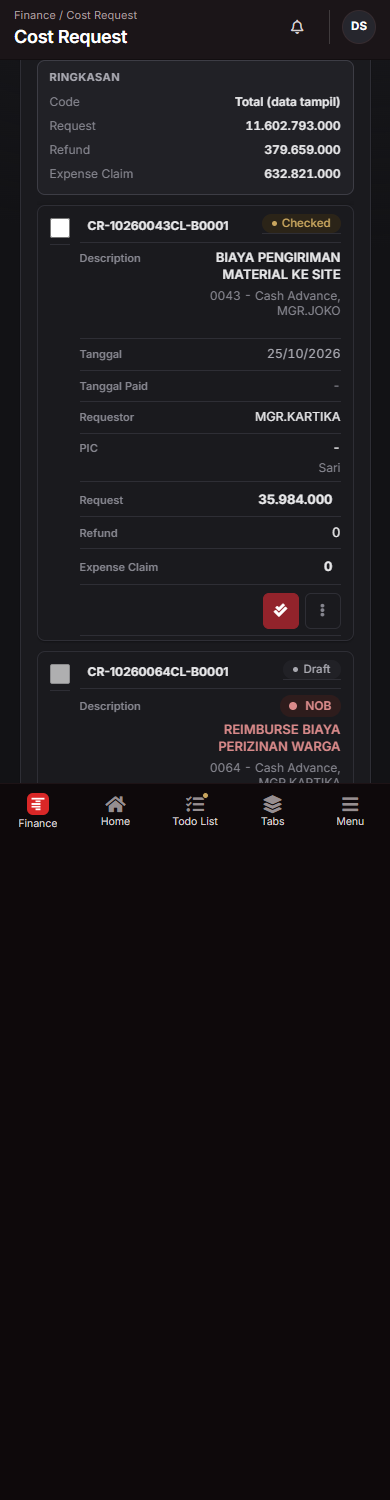 Finance / Cost Request
Cost Request
DS
RINGKASAN
Code Total (data tampil)
Request 11.602.793.000
Refund 379.659.000
Expense Claim 632.821.000
CR-10260043CL-B0001 Checked
Description BIAYA PENGIRIMAN
MATERIAL KE SITE
0043 - Cash Advance,
MGR.JOKO
Tanggal 25/10/2026
Tanggal Paid -
Requestor MGR.KARTIKA
PIC -
Sari
Request 35.984.000
Refund 0
Expense Claim 0
CR-10260064CL-B0001 Draft
Description NOB
REIMBURSE BIAYA
PERIZINAN WARGA
0064 - Cash Advance,
MGR.KARTIKA
Finance Home Todo List Tabs Menu